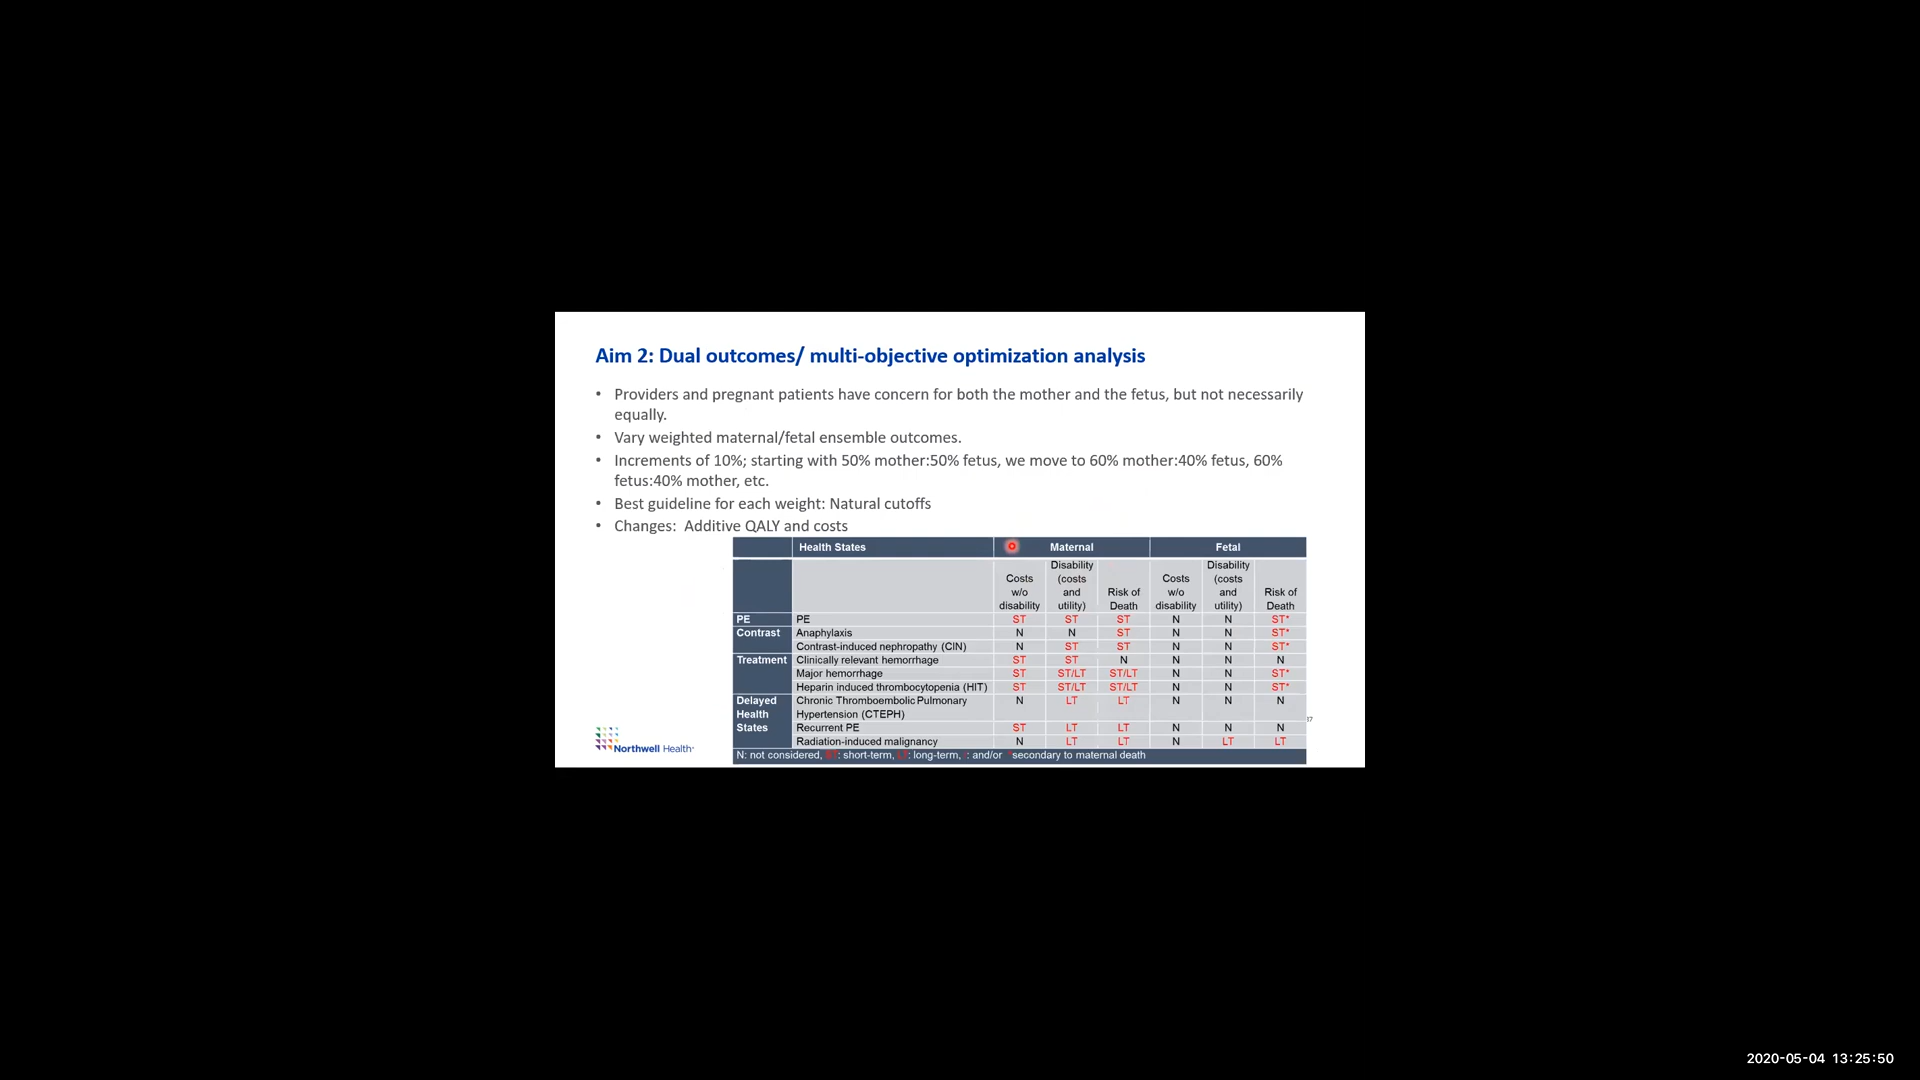 Aim 2: Dual outcomes/ multi-objective optimization analysis
• Providers and pregnant patients have concern for both the mother and the fetus, but not necessarily
equally.
• Vary weighted maternal/fetal ensemble outcomes.
• Increments of 10%; starting with 50% mother:50% fetus, we move to 60% mother:40% fetus, 60%
fetus:40% mother, etc.
• Best guideline for each weight: Natural cutoffs
• Changes: Additive QALY and costs
Health States Maternal Fetal
Costs w/o disability Disability (costs and utility) Risk of Death Costs w/o disability Disability (costs and utility) Risk of Death
PE PE ST ST ST N N ST*
Contrast Anaphylaxis N N ST N N ST*
Contrast-induced nephropathy (CIN) N ST ST N N ST*
Treatment Clinically relevant hemorrhage ST ST N N N N
Major hemorrhage ST ST/LT ST/LT N N ST*
Heparin induced thrombocytopenia (HIT) ST ST/LT ST/LT N N ST*
Delayed Health States Chronic Thromboembolic Pulmonary Hypertension (CTEPH) N LT LT N N N
Recurrent PE ST LT LT N N N
Radiation-induced malignancy N LT LT N LT LT
N: not considered, : short-term, : long-term, : and/or secondary to maternal death
Northwell Health
17
2020-05-04 13:25:50